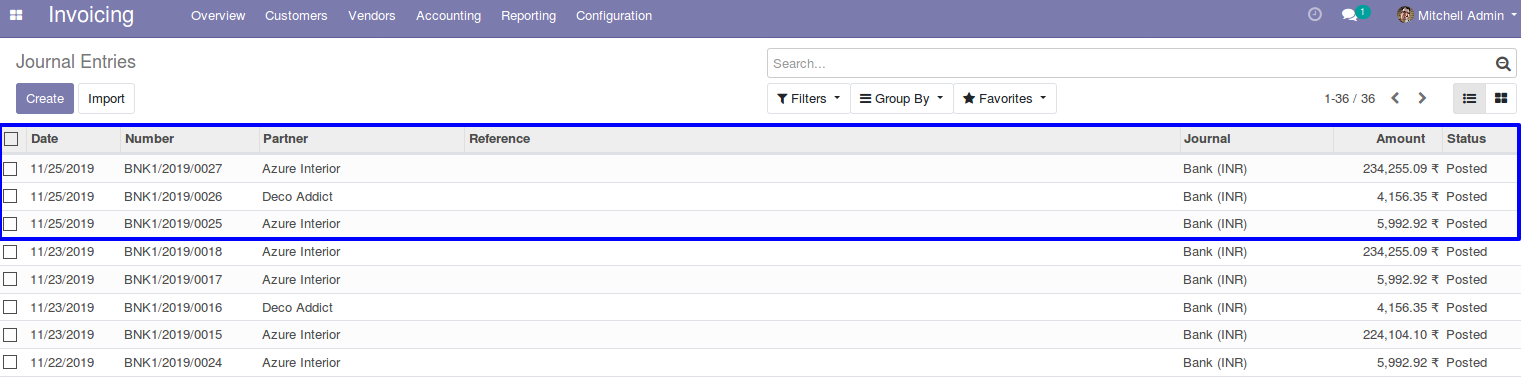 Invoicing Overview Customers Vendors Accounting Reporting Configuration 1 Mitchell Admin
Journal Entries Search...
Create Import Filters Group By Favorites 1-36 / 36
Date Number Partner Reference Journal Amount Status
11/25/2019 BNK1/2019/0027 Azure Interior Bank (INR) 234,255.09 ₹ Posted
11/25/2019 BNK1/2019/0026 Deco Addict Bank (INR) 4,156.35 ₹ Posted
11/25/2019 BNK1/2019/0025 Azure Interior Bank (INR) 5,992.92 ₹ Posted
11/23/2019 BNK1/2019/0018 Azure Interior Bank (INR) 234,255.09 ₹ Posted
11/23/2019 BNK1/2019/0017 Azure Interior Bank (INR) 5,992.92 ₹ Posted
11/23/2019 BNK1/2019/0016 Deco Addict Bank (INR) 4,156.35 ₹ Posted
11/23/2019 BNK1/2019/0015 Azure Interior Bank (INR) 224,104.10 ₹ Posted
11/22/2019 BNK1/2019/0024 Azure Interior Bank (INR) 5,992.92 ₹ Posted